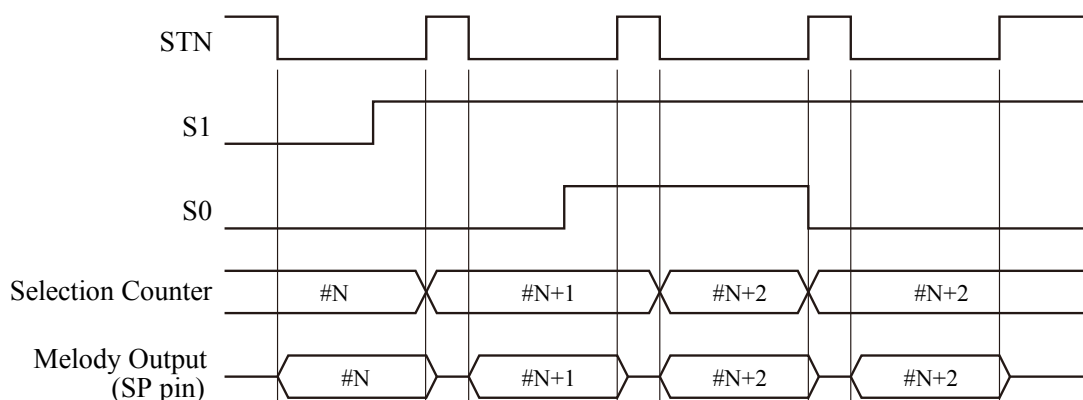 STN
S1
S0
Selection Counter #N #N+1 #N+2 #N+2
Melody Output
(SP pin) #N #N+1 #N+2 #N+2